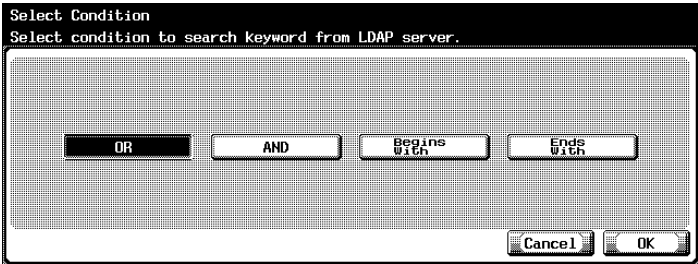 Select Condition
Select condition to search keyword from LDAP server.
OR
AND
Begins
With
Ends
With
Cancel
OK